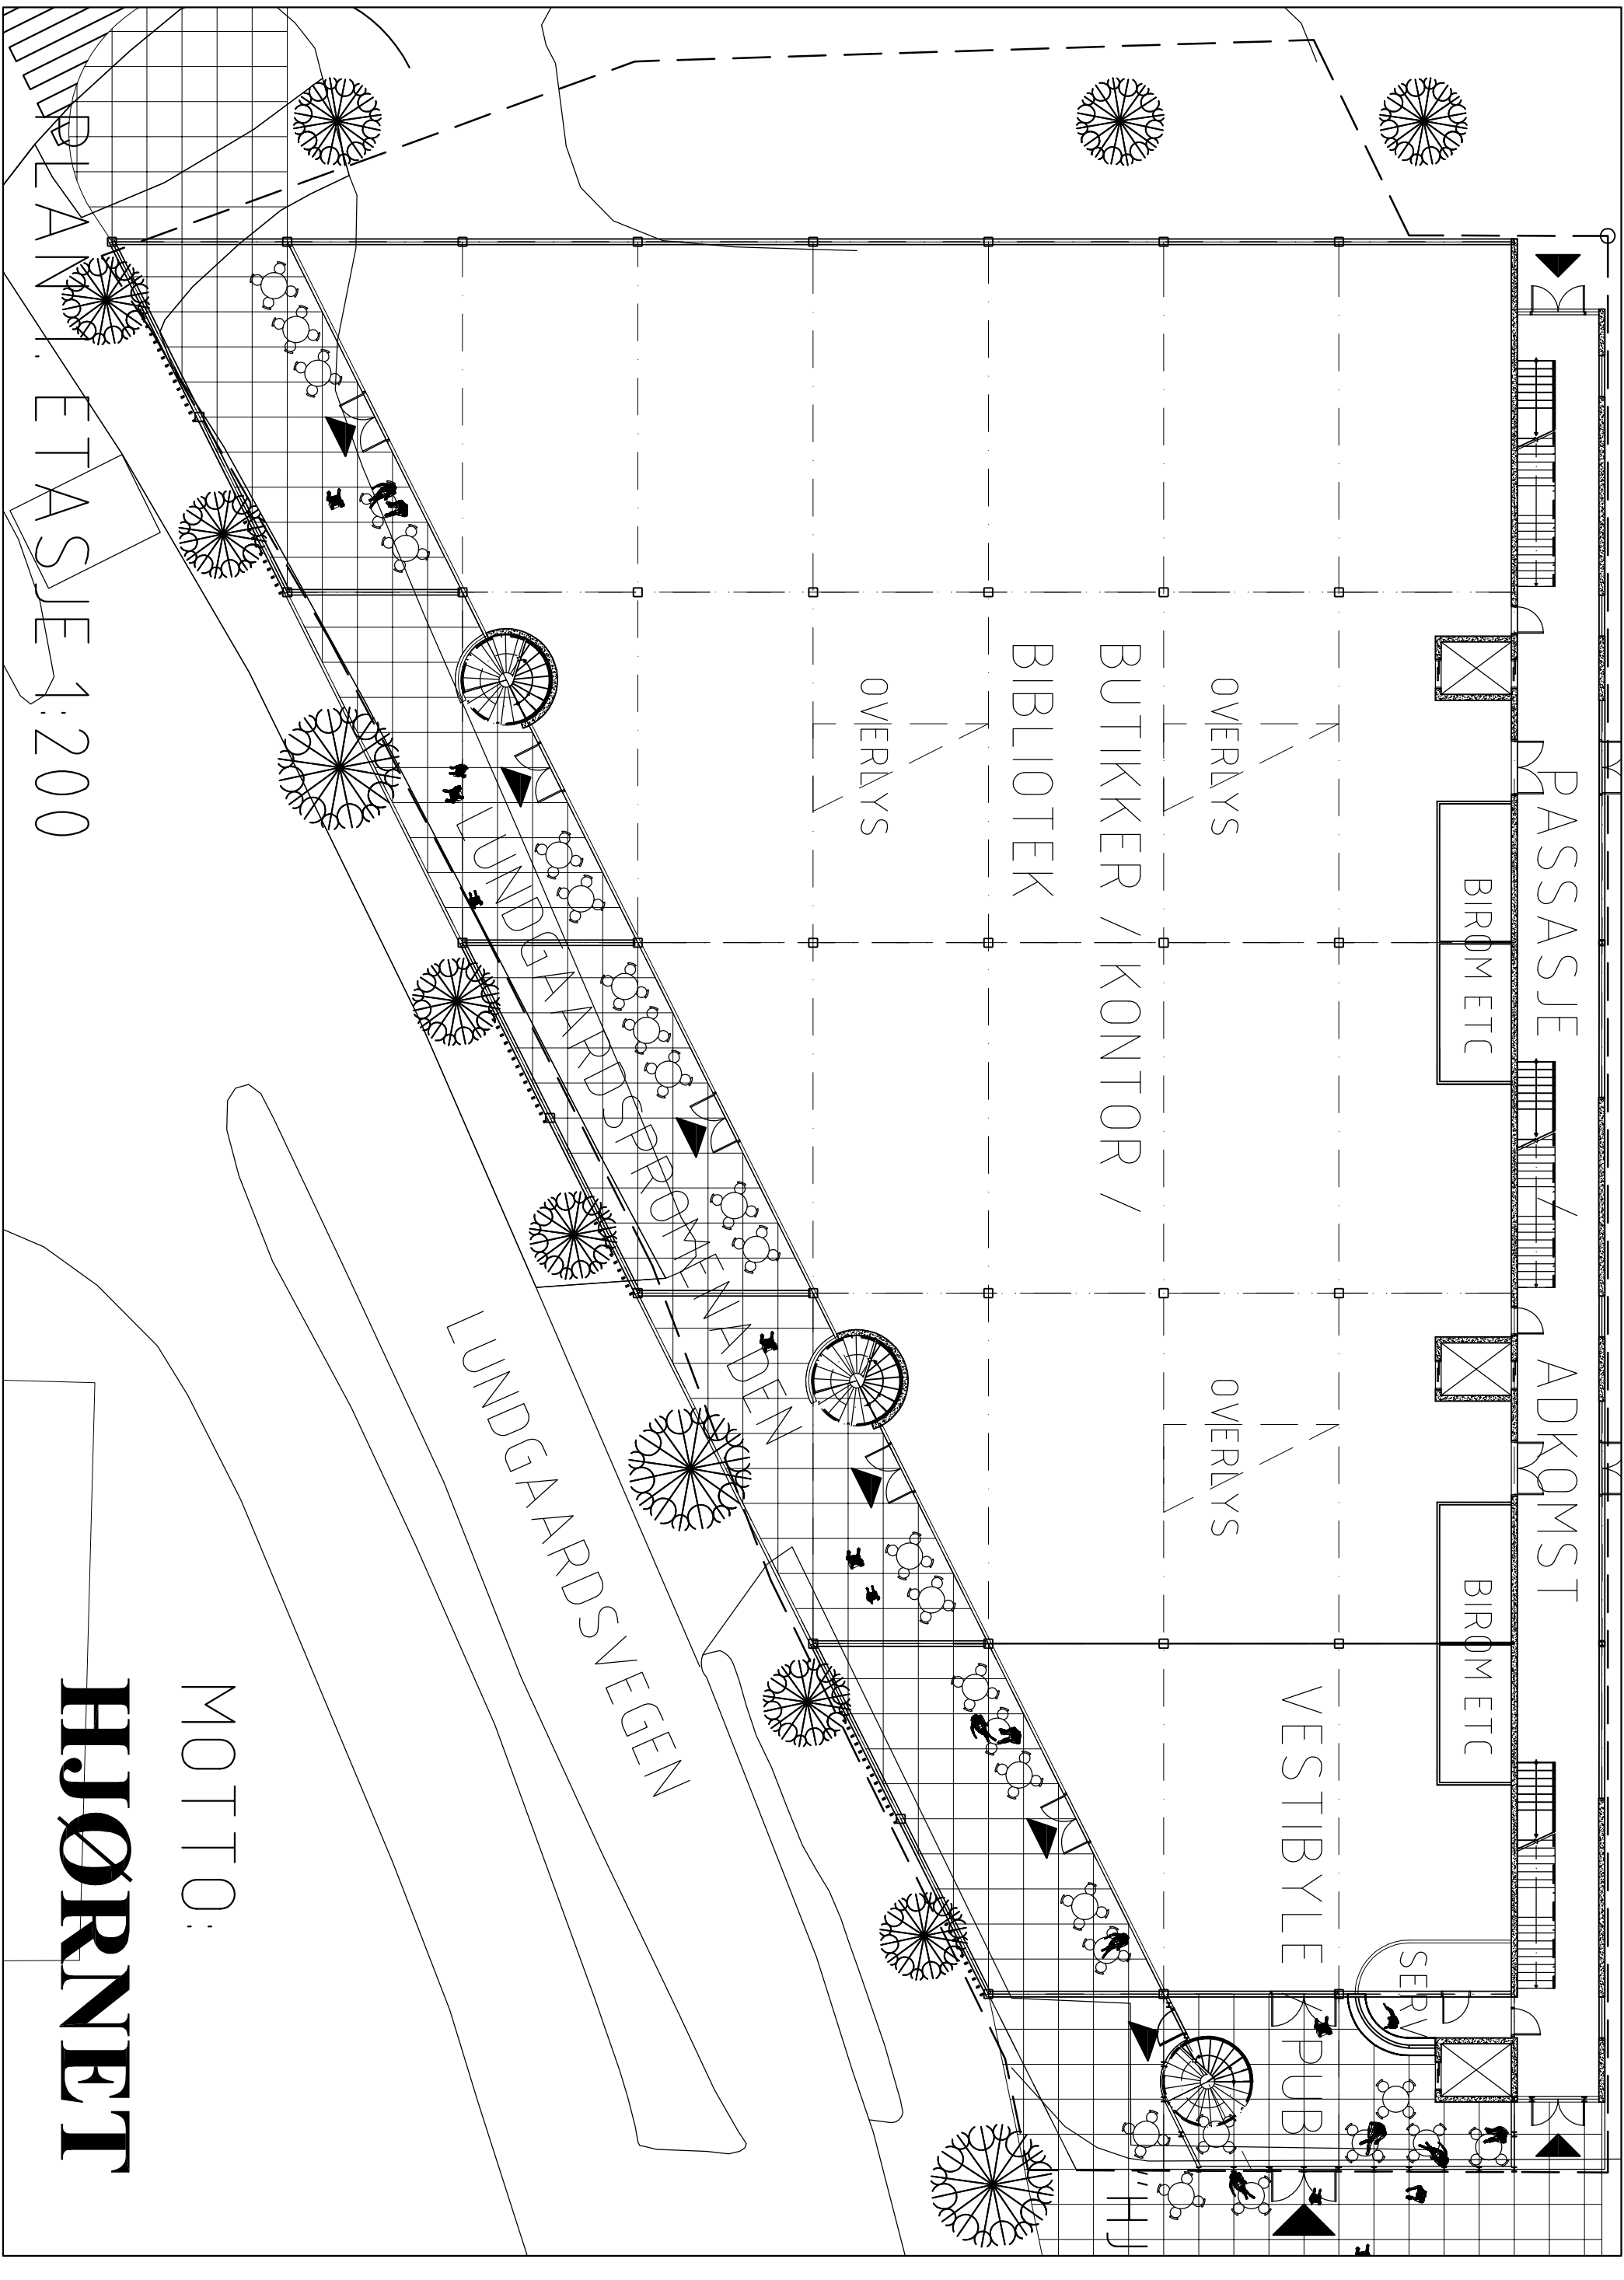 PASSASJE / ADKOMST
BIROM ETC
BIROM ETC
SERV.
VESTIBYLE / PUB
OVERLYS
OVERLYS
BUTIKKER / KONTOR /
BIBLIOTEK
OVERLYS
"HJ
LUNDGAARDSPROMENADEN
LUNDGAARDSVEGEN
PLAN 1. ETASJE 1:200
MOTTO:
HJØRNET